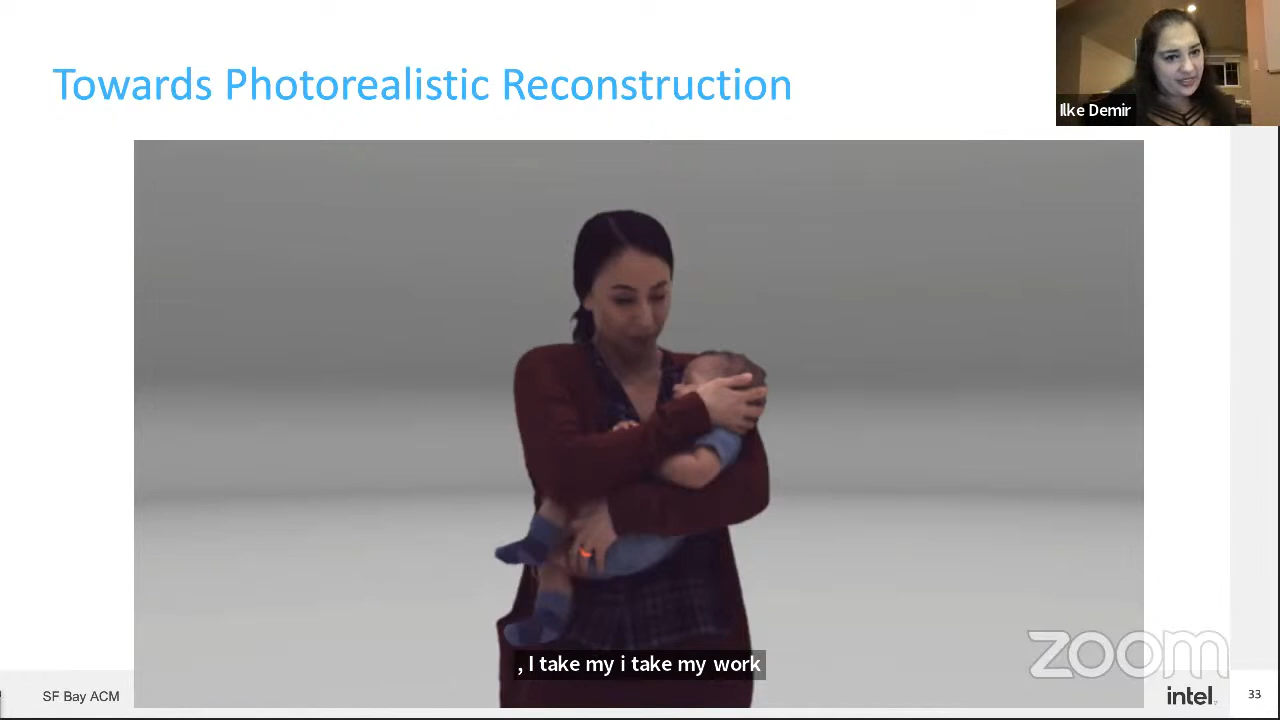 Towards Photorealistic Reconstruction
Ilke Demir
, I take my i take my work
zoom
SF Bay ACM
intel.
33